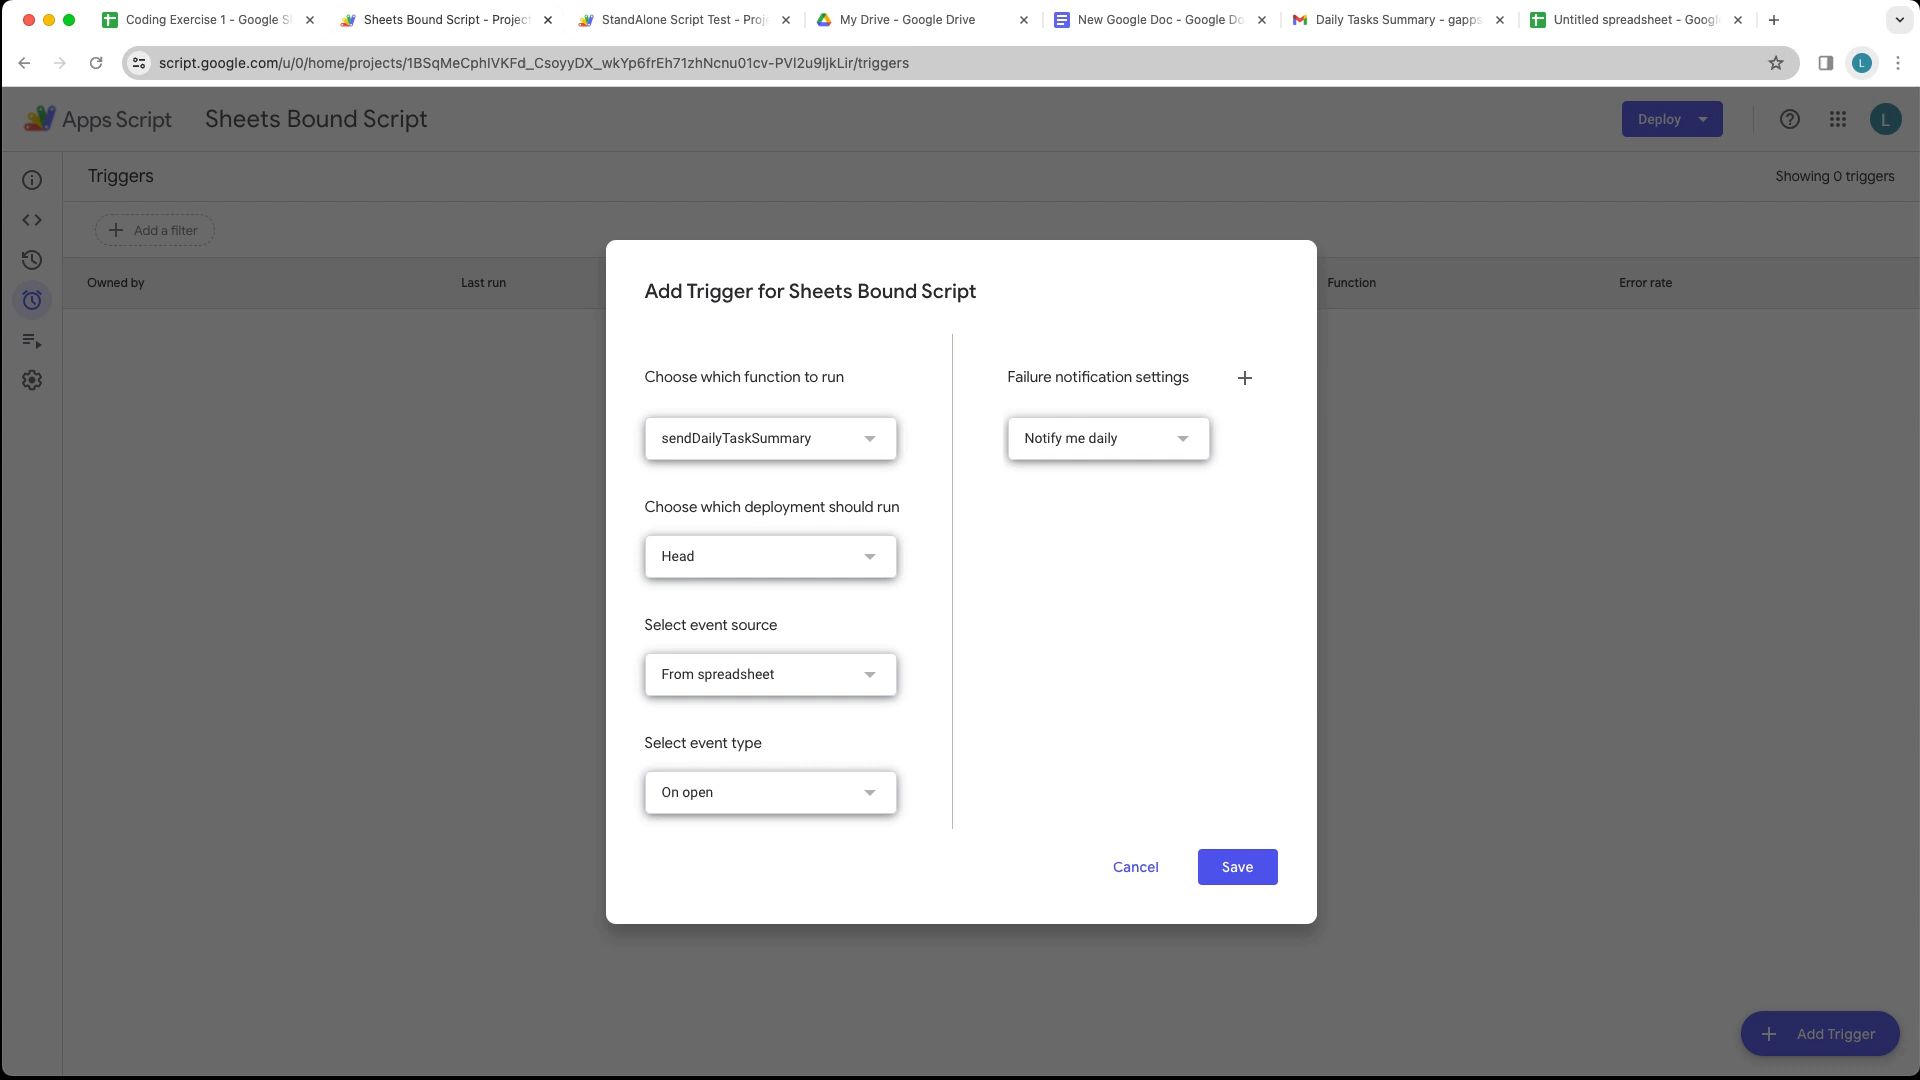 Coding Exercise 1 - Google S
Sheets Bound Script - Project
StandAlone Script Test - Proje
My Drive - Google Drive
New Google Doc - Google Do
Daily Tasks Summary - gapps
Untitled spreadsheet - Googl
script.google.com/u/0/home/projects/1BSqMeCphIVKFd_CsoyyDX_wkYp6frEh71zhNcnu01cv-PVl2u9ljkLir/triggers
L
Apps Script
Sheets Bound Script
Deploy
L
Triggers
Showing 0 triggers
Add a filter
Owned by
Last run
Function
Error rate
Add Trigger for Sheets Bound Script
Choose which function to run
sendDailyTaskSummary
Choose which deployment should run
Head
Select event source
From spreadsheet
Select event type
On open
Failure notification settings
Notify me daily
Cancel
Save
Add Trigger